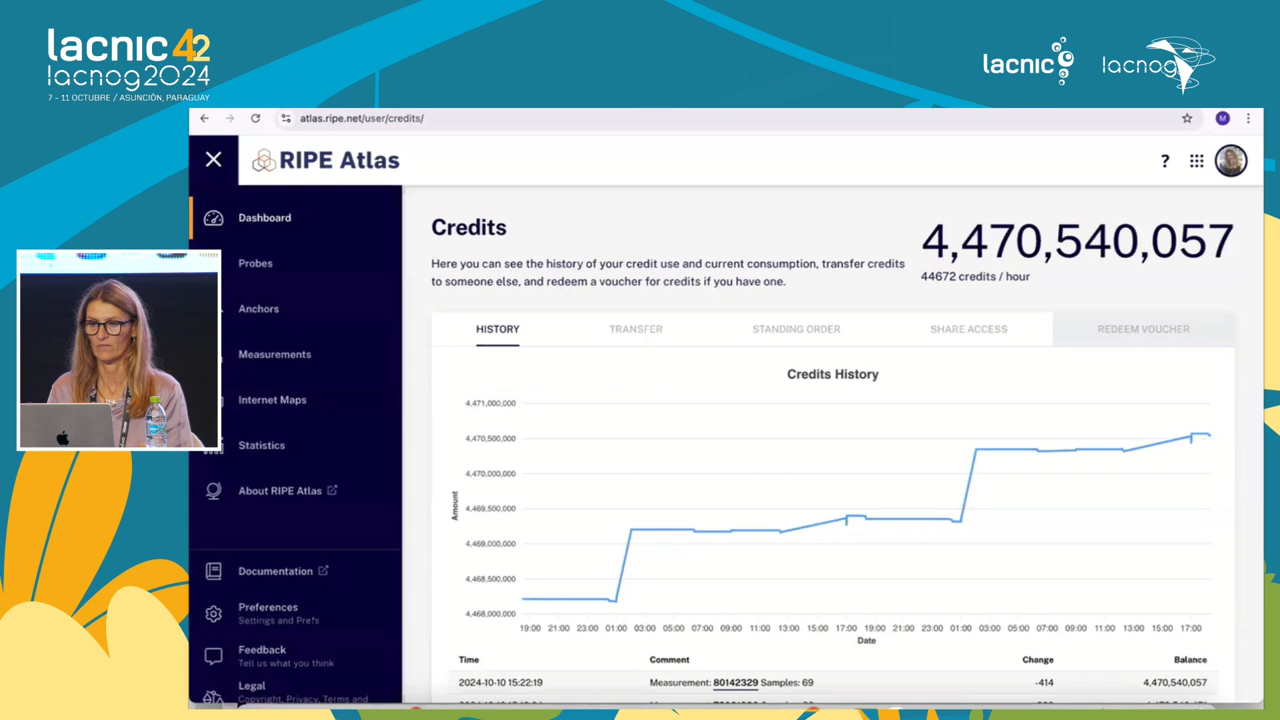 lacnic 42
lacnog2024
7 - 11 OCTUBRE / ASUNCIÓN, PARAGUAY
lacnic
lacnog
atlas.ripe.net/user/credits/
M
RIPE Atlas
?
Dashboard
Probes
Anchors
Measurements
Internet Maps
Statistics
About RIPE Atlas
Documentation
Preferences
Settings and Prefs
Feedback
Tell us what you think
Legal
Copyright, Privacy, Terms and
Credits
4,470,540,057
44672 credits / hour
Here you can see the history of your credit use and current consumption, transfer credits
to someone else, and redeem a voucher for credits if you have one.
HISTORY TRANSFER STANDING ORDER SHARE ACCESS REDEEM VOUCHER
Credits History
4,471,000,000
4,470,500,000
4,470,000,000
4,469,500,000
4,469,000,000
4,468,500,000
4,468,000,000
Amount
19:00 21:00 23:00 01:00 03:00 05:00 07:00 09:00 11:00 13:00 15:00 17:00 19:00 21:00 23:00 01:00 03:00 05:00 07:00 09:00 11:00 13:00 15:00 17:00
Date
Time Comment Change Balance
2024-10-10 15:22:19 Measurement: 80142329 Samples: 69 -414 4,470,540,057